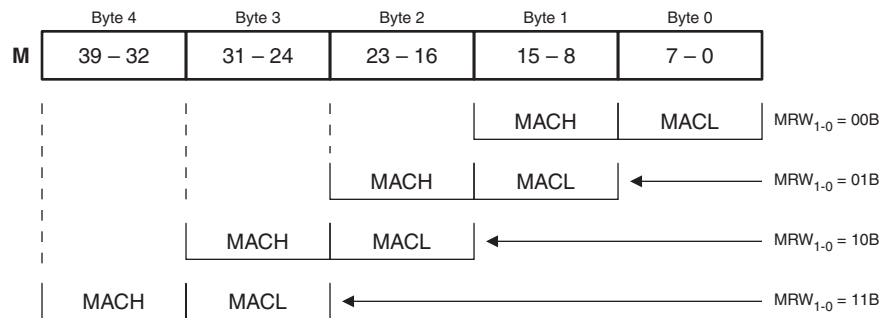 Byte 4 Byte 3 Byte 2 Byte 1 Byte 0
M 39 – 32 31 – 24 23 – 16 15 – 8 7 – 0
MACH MACL MRW1-0 = 00B
MACH MACL MRW1-0 = 01B
MACH MACL MRW1-0 = 10B
MACH MACL MRW1-0 = 11B